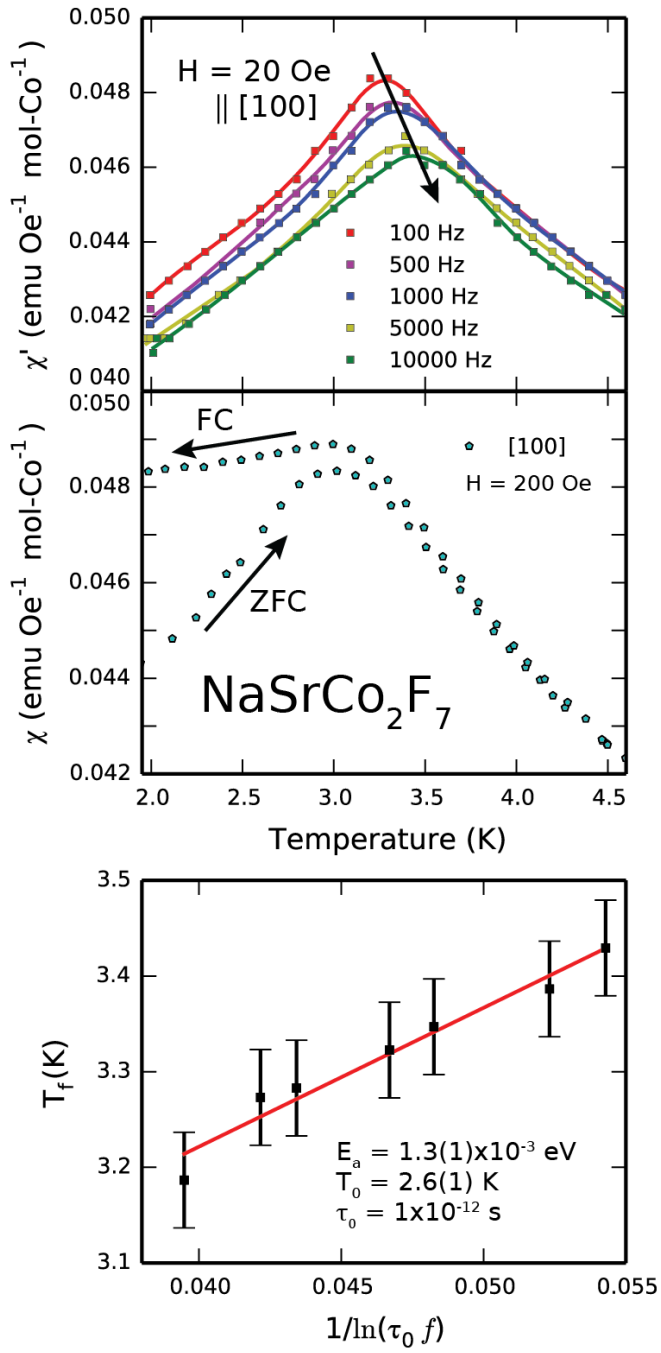 0.050
0.048
0.046
0.044
0.042
0.040
χ' (emu Oe⁻¹ mol-Co⁻¹)
H = 20 Oe
|| [100]
100 Hz
500 Hz
1000 Hz
5000 Hz
10000 Hz
0.050
0.048
0.046
0.044
0.042
χ (emu Oe⁻¹ mol-Co⁻¹)
FC
[100]
H = 200 Oe
ZFC
NaSrCo₂F₇
2.0 2.5 3.0 3.5 4.0 4.5
Temperature (K)
3.5
3.4
3.3
3.2
3.1
T_f(K)
E_a = 1.3(1)x10⁻³ eV
T₀ = 2.6(1) K
τ₀ = 1x10⁻¹² s
0.040 0.045 0.050 0.055
1/ln(τ₀ f)